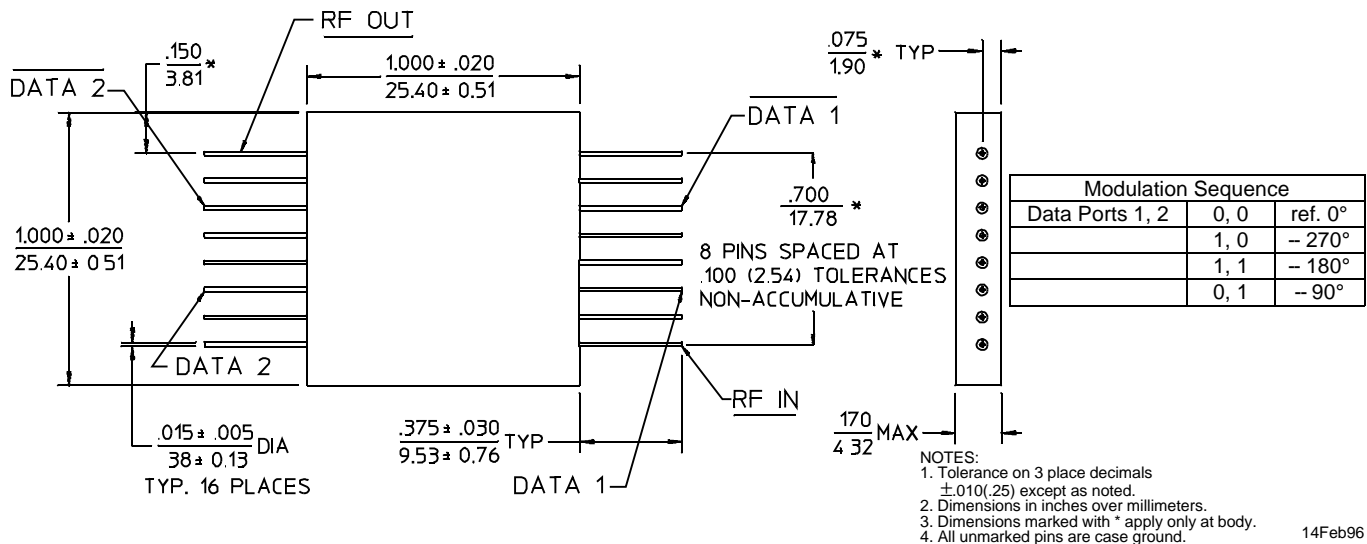 RF OUT
.150
3.81 *
DATA 2
1.000 ± .020
25.40 ± 0.51
DATA 1
.075
1.90 * TYP
.700
17.78 *
8 PINS SPACED AT
.100 (2.54) TOLERANCES
NON-ACCUMULATIVE
1.000 ± .020
25.40 ± 0 51
DATA 2
.015 ± .005 DIA
38 ± 0.13
TYP. 16 PLACES
.375 ± .030 TYP
9.53 ± 0.76
DATA 1
RF IN
170 MAX
4 32
Modulation Sequence
Data Ports 1, 2 0, 0 ref. 0°
1, 0 -- 270°
1, 1 -- 180°
0, 1 -- 90°
NOTES:
1. Tolerance on 3 place decimals
±.010(.25) except as noted.
2. Dimensions in inches over millimeters.
3. Dimensions marked with * apply only at body.
4. All unmarked pins are case ground.
14Feb96